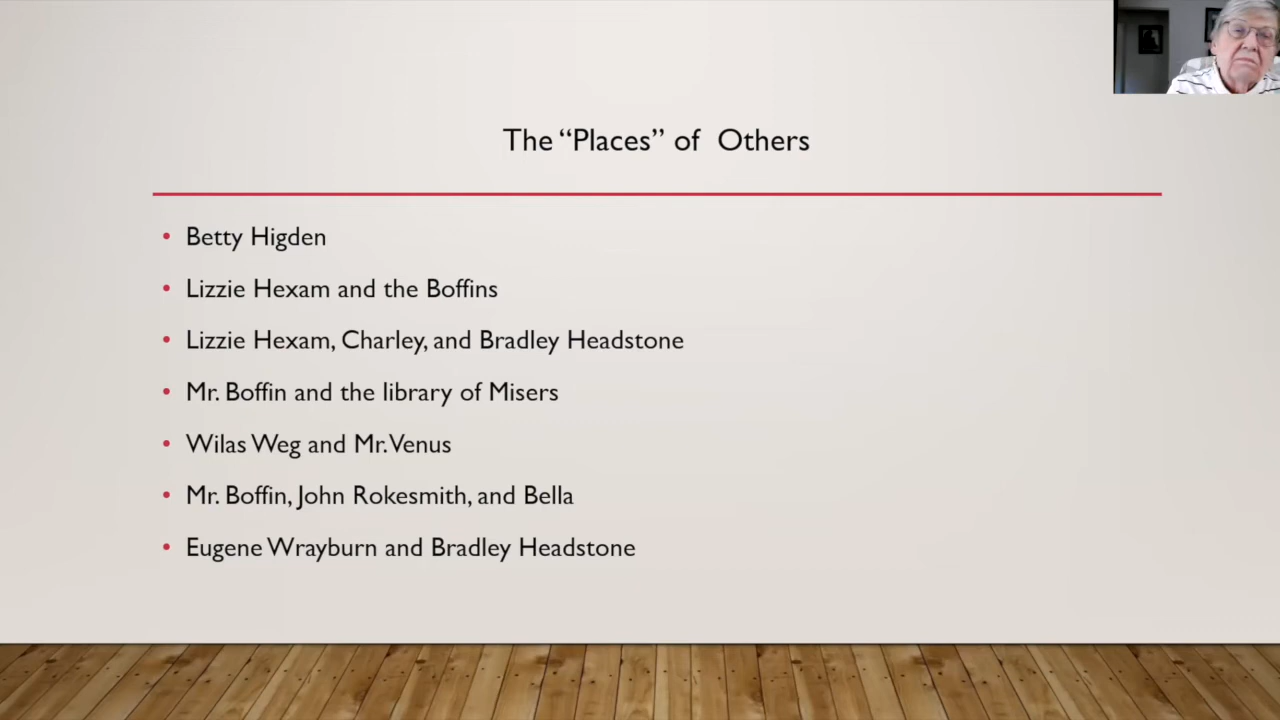 The “Places” of Others
• Betty Higden
• Lizzie Hexam and the Boffins
• Lizzie Hexam, Charley, and Bradley Headstone
• Mr. Boffin and the library of Misers
• Wilas Weg and Mr. Venus
• Mr. Boffin, John Rokesmith, and Bella
• Eugene Wrayburn and Bradley Headstone